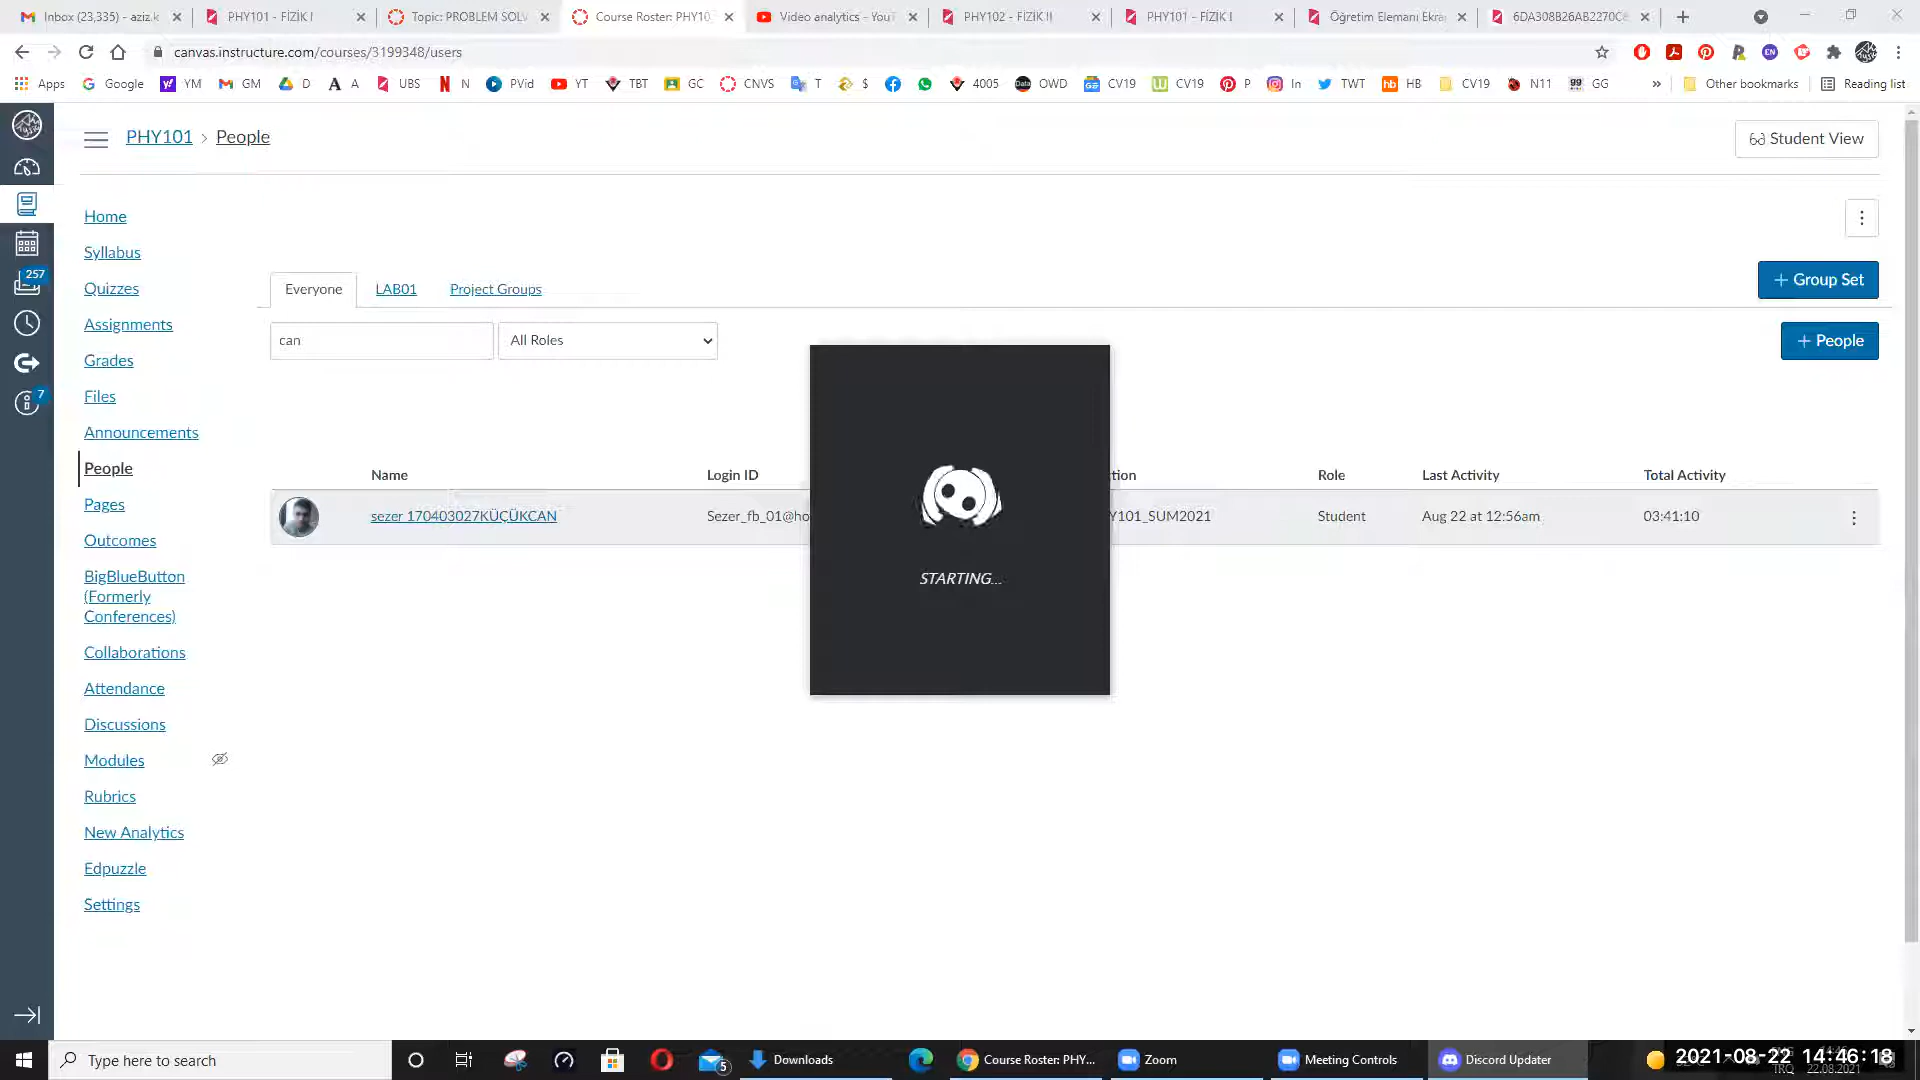 Inbox (23,335) - aziz.k
PHY101 - FİZİK I
Topic: PROBLEM SOLV
Course Roster: PHY10
Video analytics - YouT
PHY102 - FİZİK II
PHY101 - FİZİK I
Öğretim Elemanı Ekra
6DA308B26AB2270C
canvas.instructure.com/courses/3199348/users
Apps
Google
YM
GM
D
A
UBS
N
PVid
YT
TBT
GC
CNVS
T
$
4005
OWD
CV19
CV19
P
In
TWT
HB
CV19
N11
GG
»
Other bookmarks
Reading list
PHY101 > People
Student View
Home
Syllabus
257
Quizzes
Assignments
Grades
7
Files
Announcements
People
Pages
Outcomes
BigBlueButton
(Formerly
Conferences)
Collaborations
Attendance
Discussions
Modules
Rubrics
New Analytics
Edpuzzle
Settings
Everyone
LAB01
Project Groups
+ Group Set
can
All Roles
+ People
Name
Login ID
tion
Role
Last Activity
Total Activity
sezer 170403027KÜÇÜKCAN
Sezer_fb_01@ho
Y101_SUM2021
Student
Aug 22 at 12:56am
03:41:10
STARTING...
Type here to search
5
Downloads
Course Roster: PHY...
Zoom
Meeting Controls
Discord Updater
2021-08-22 14:46:18
TRQ
22.08.2021